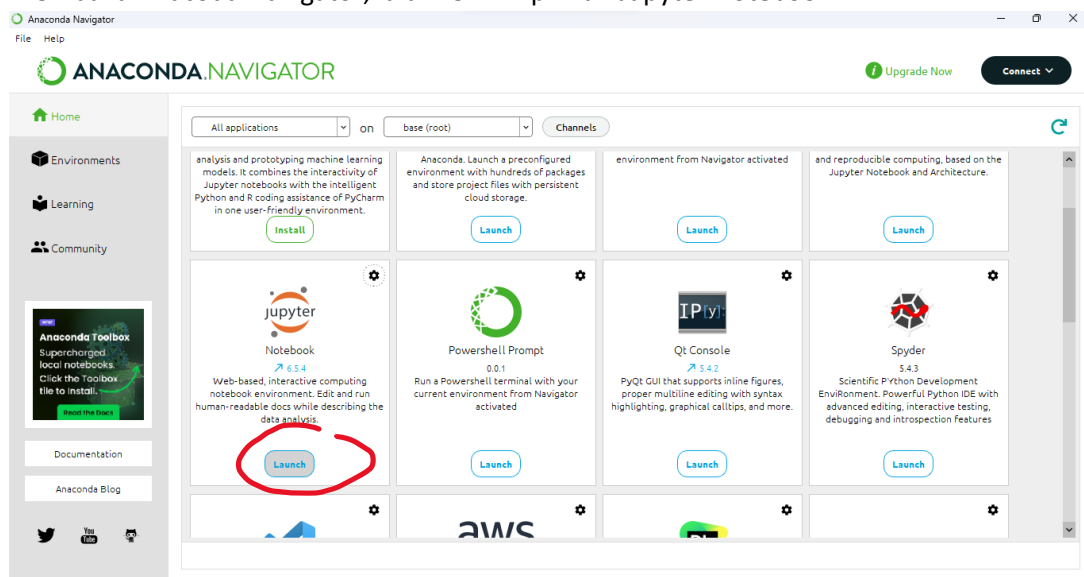 Anaconda Navigator
File Help
ANACONDA.NAVIGATOR
Upgrade Now
Connect
Home
Environments
Learning
Community
All applications
on
base (root)
Channels
analysis and prototyping machine learning
models. It combines the interactivity of
Jupyter notebooks with the intelligent
Python and R coding assistance of PyCharm
in one user-friendly environment.
Install
Anaconda. Launch a preconfigured
environment with hundreds of packages
and store project files with persistent
cloud storage.
Launch
environment from Navigator activated
Launch
and reproducible computing, based on the
Jupyter Notebook and Architecture.
Launch
jupyter
Notebook
6.5.4
Web-based, interactive computing
notebook environment. Edit and run
human-readable docs while describing the
data analysis.
Launch
Powershell Prompt
0.0.1
Run a Powershell terminal with your
current environment from Navigator
activated
Launch
IP[y]:
Qt Console
5.4.2
PyQt GUI that supports inline figures,
proper multiline editing with syntax
highlighting, graphical calltips, and more.
Launch
Spyder
5.4.3
Scientific PYthon Development
EnviRonment. Powerful Python IDE with
advanced editing, interactive testing,
debugging and introspection features
Launch
aws
Anaconda Toolbox
Supercharged
local notebooks.
Click the Toolbox
tile to Install.
Read the Docs
Documentation
Anaconda Blog
You
Tube